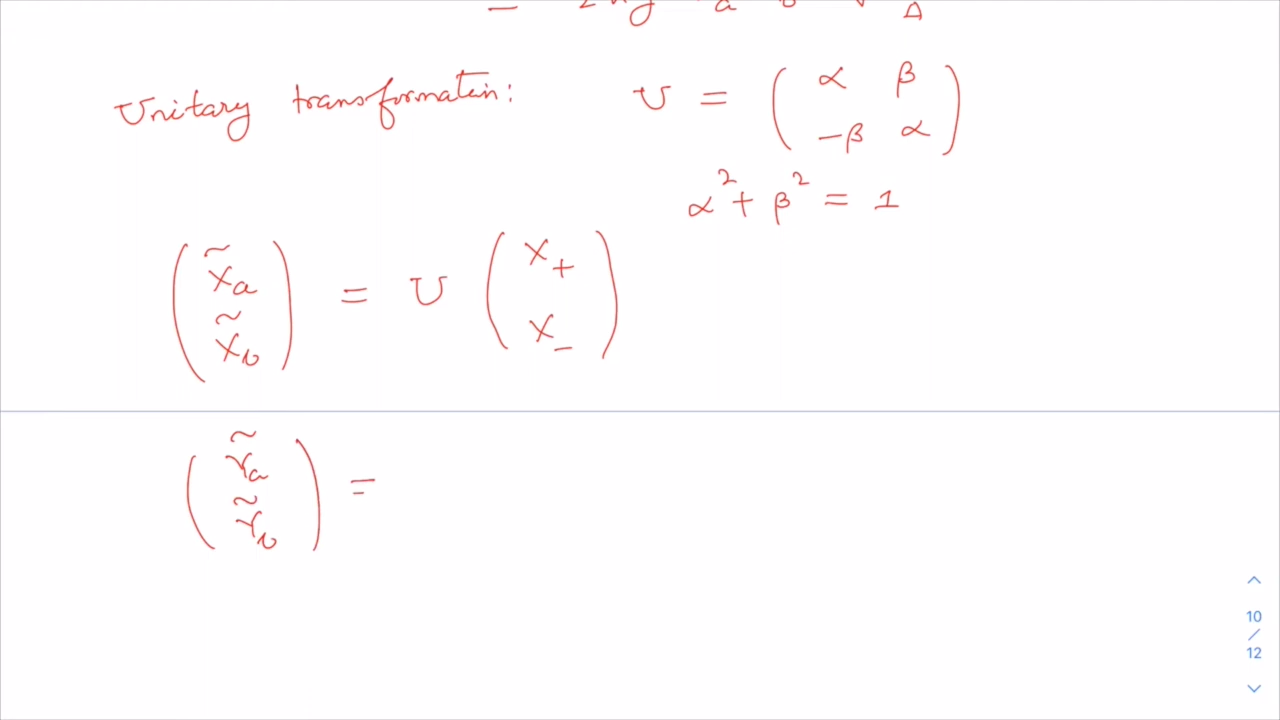 Unitary transformation: U = ( α β
-β α )
α² + β² = 1
( x̃a
x̃b ) = U ( x+
x- )
( ỹa
ỹb ) =
10
/
12